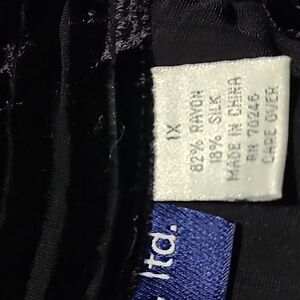 1X
82% RAYON
18% SILK
MADE IN CHINA
RN 70246
CARE OVER
ltd.